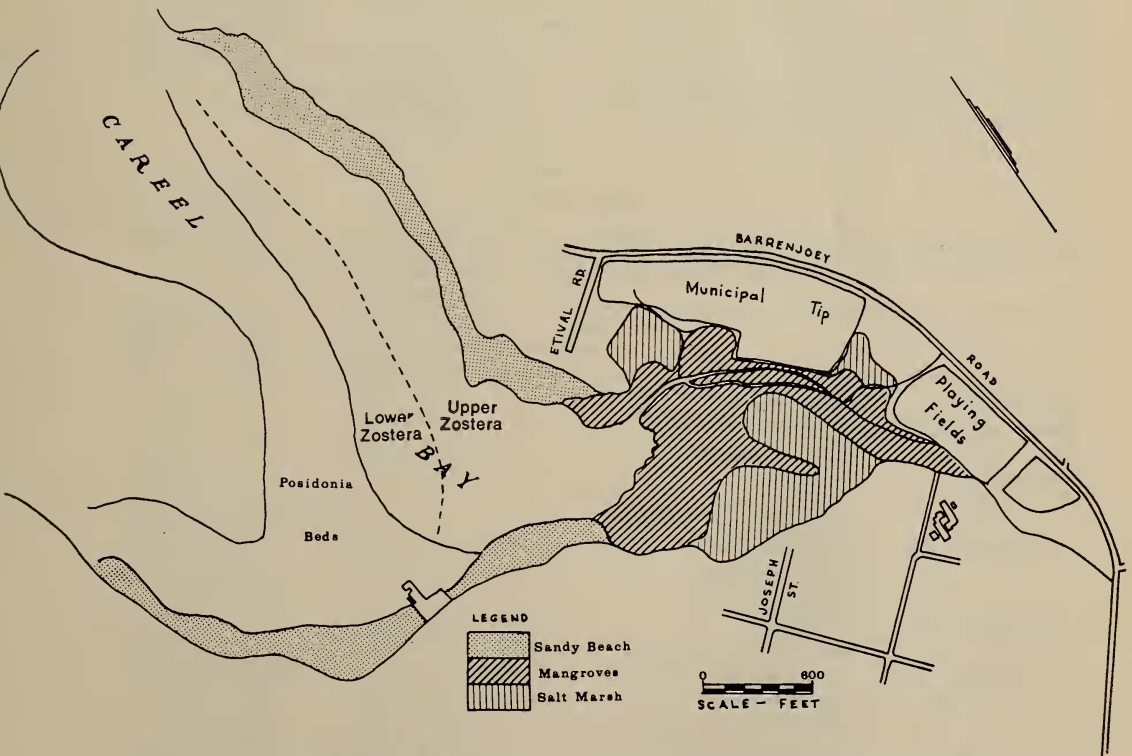 CAREEL
BAY
BARRENJOEY
ROAD
ETIVAL RD.
Municipal Tip
Playing
Fields
Lower
Zostera
Upper
Zostera
Posidonia
Beds
JOSEPH
ST.
LEGEND
Sandy Beach
Mangroves
Salt Marsh
0 600
SCALE - FEET